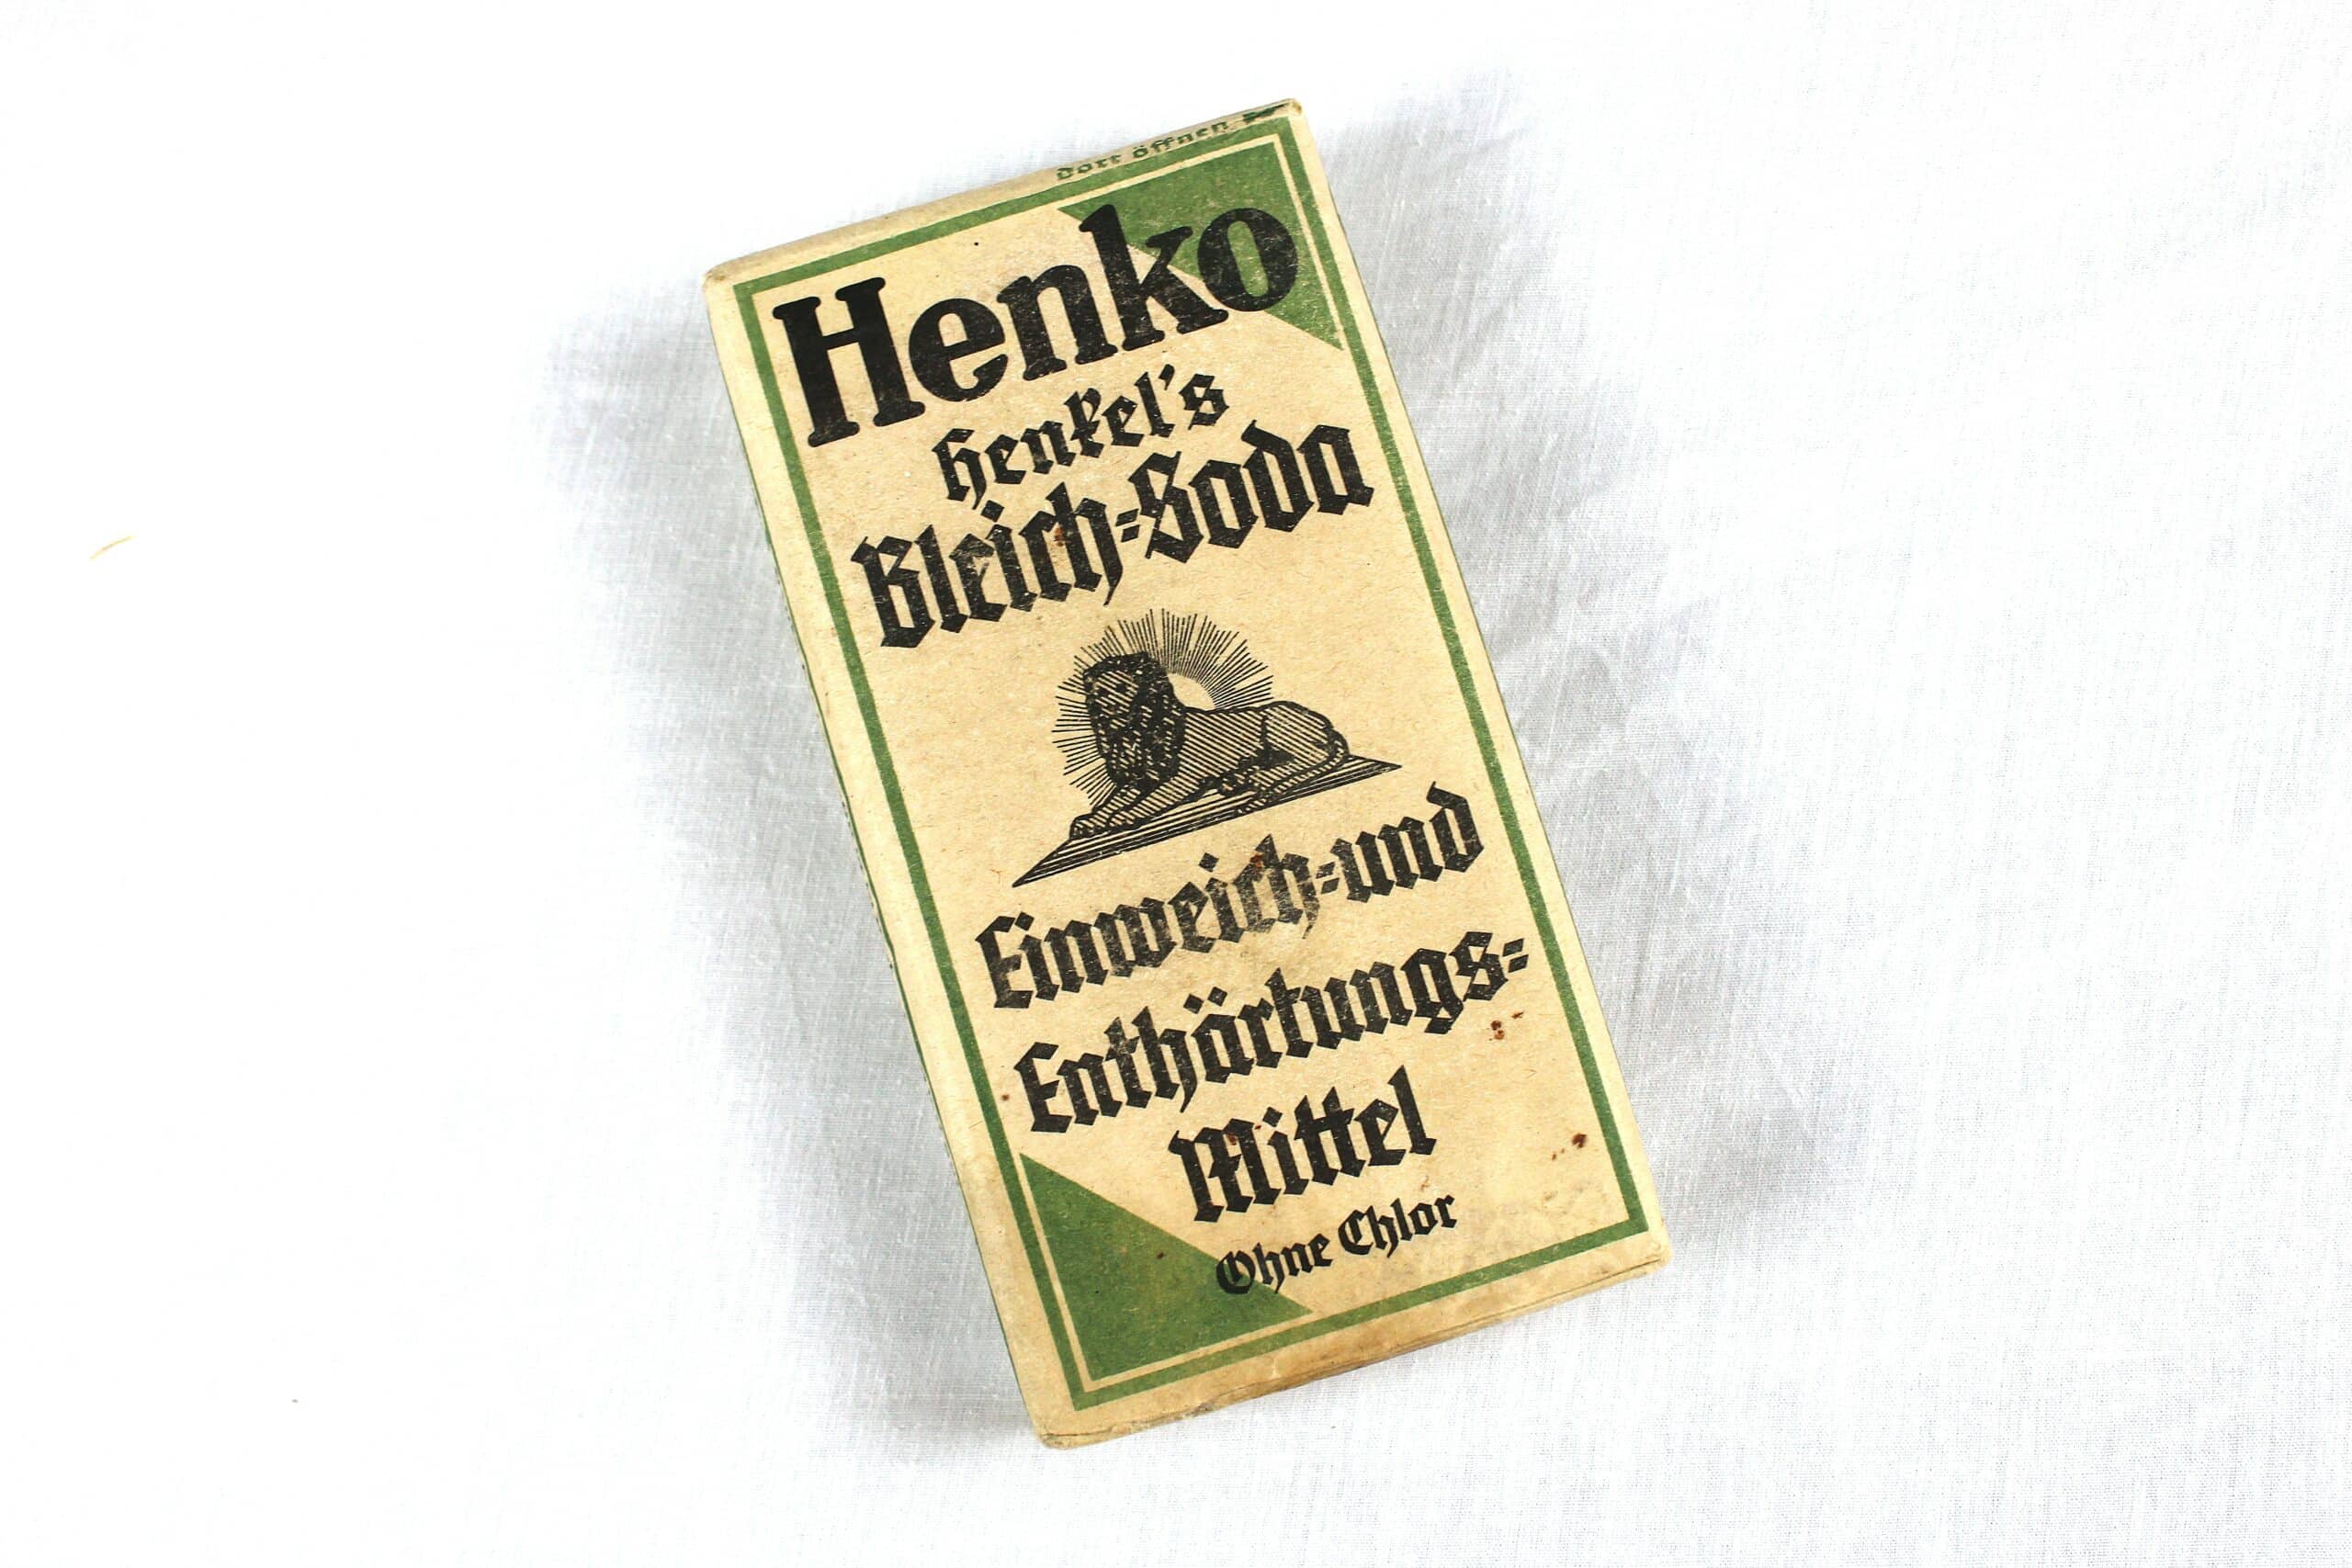 dort öffnen
Henko
Henkel's
Bleich=Soda
Einweich=und
Enthärtungs=
Mittel
Ohne Chlor